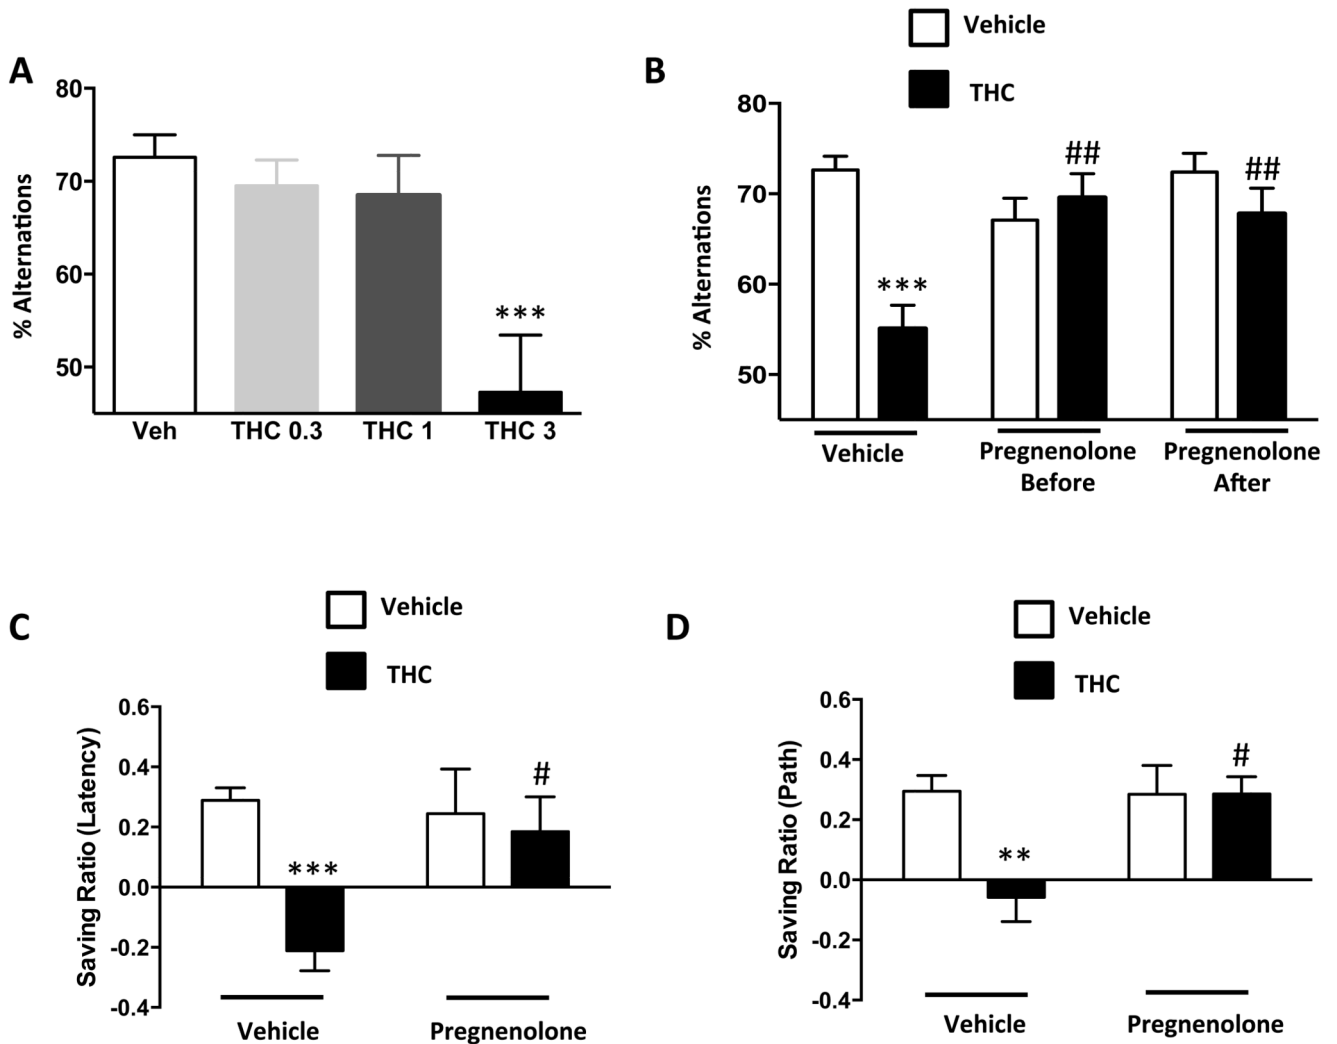 A
% Alternations
80
70
60
50
***
Veh
THC 0.3
THC 1
THC 3
B
Vehicle
THC
% Alternations
80
70
60
50
***
##
##
Vehicle
Pregnenolone
Before
Pregnenolone
After
C
Vehicle
THC
Saving Ratio (Latency)
0.6
0.4
0.2
0.0
-0.2
-0.4
***
#
Vehicle
Pregnenolone
D
Vehicle
THC
Saving Ratio (Path)
0.6
0.4
0.2
0.0
-0.2
-0.4
**
#
Vehicle
Pregnenolone